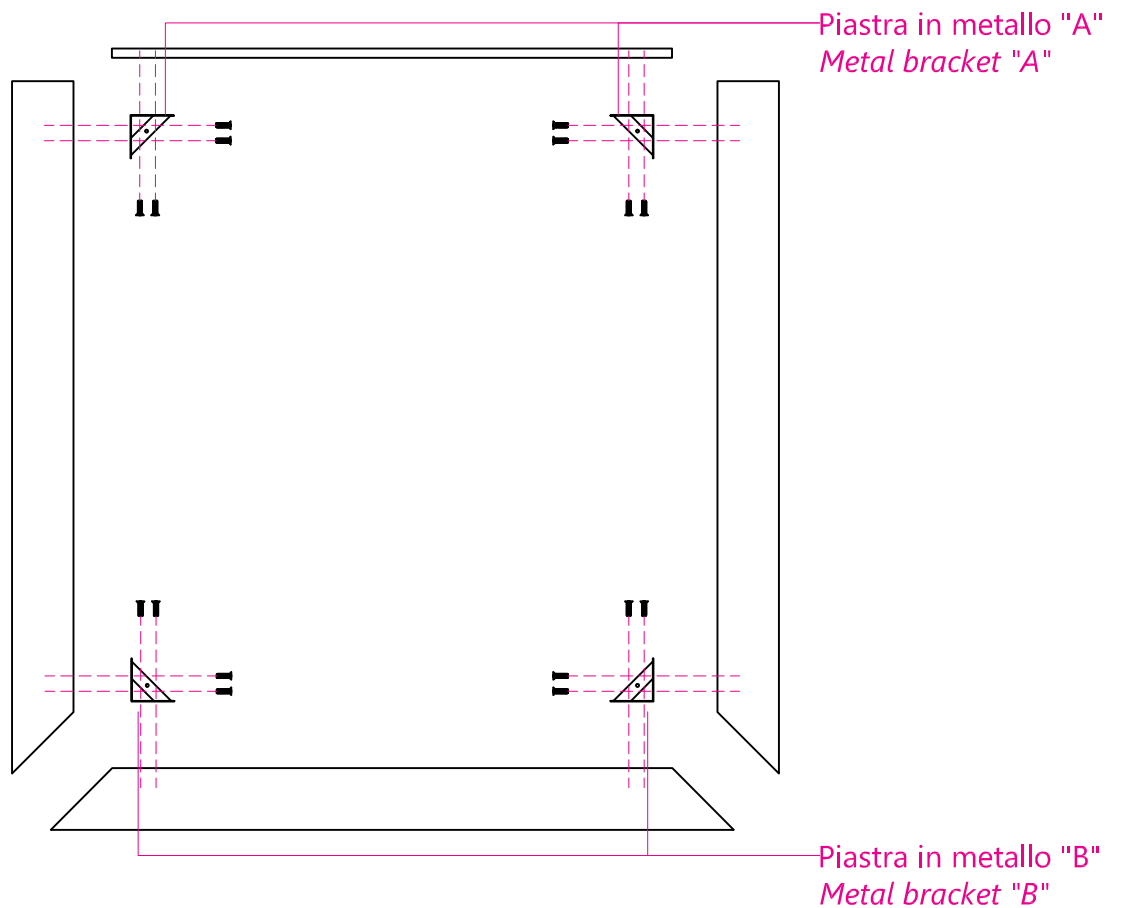 Piastra in metallo "A"
Metal bracket "A"
Piastra in metallo "B"
Metal bracket "B"